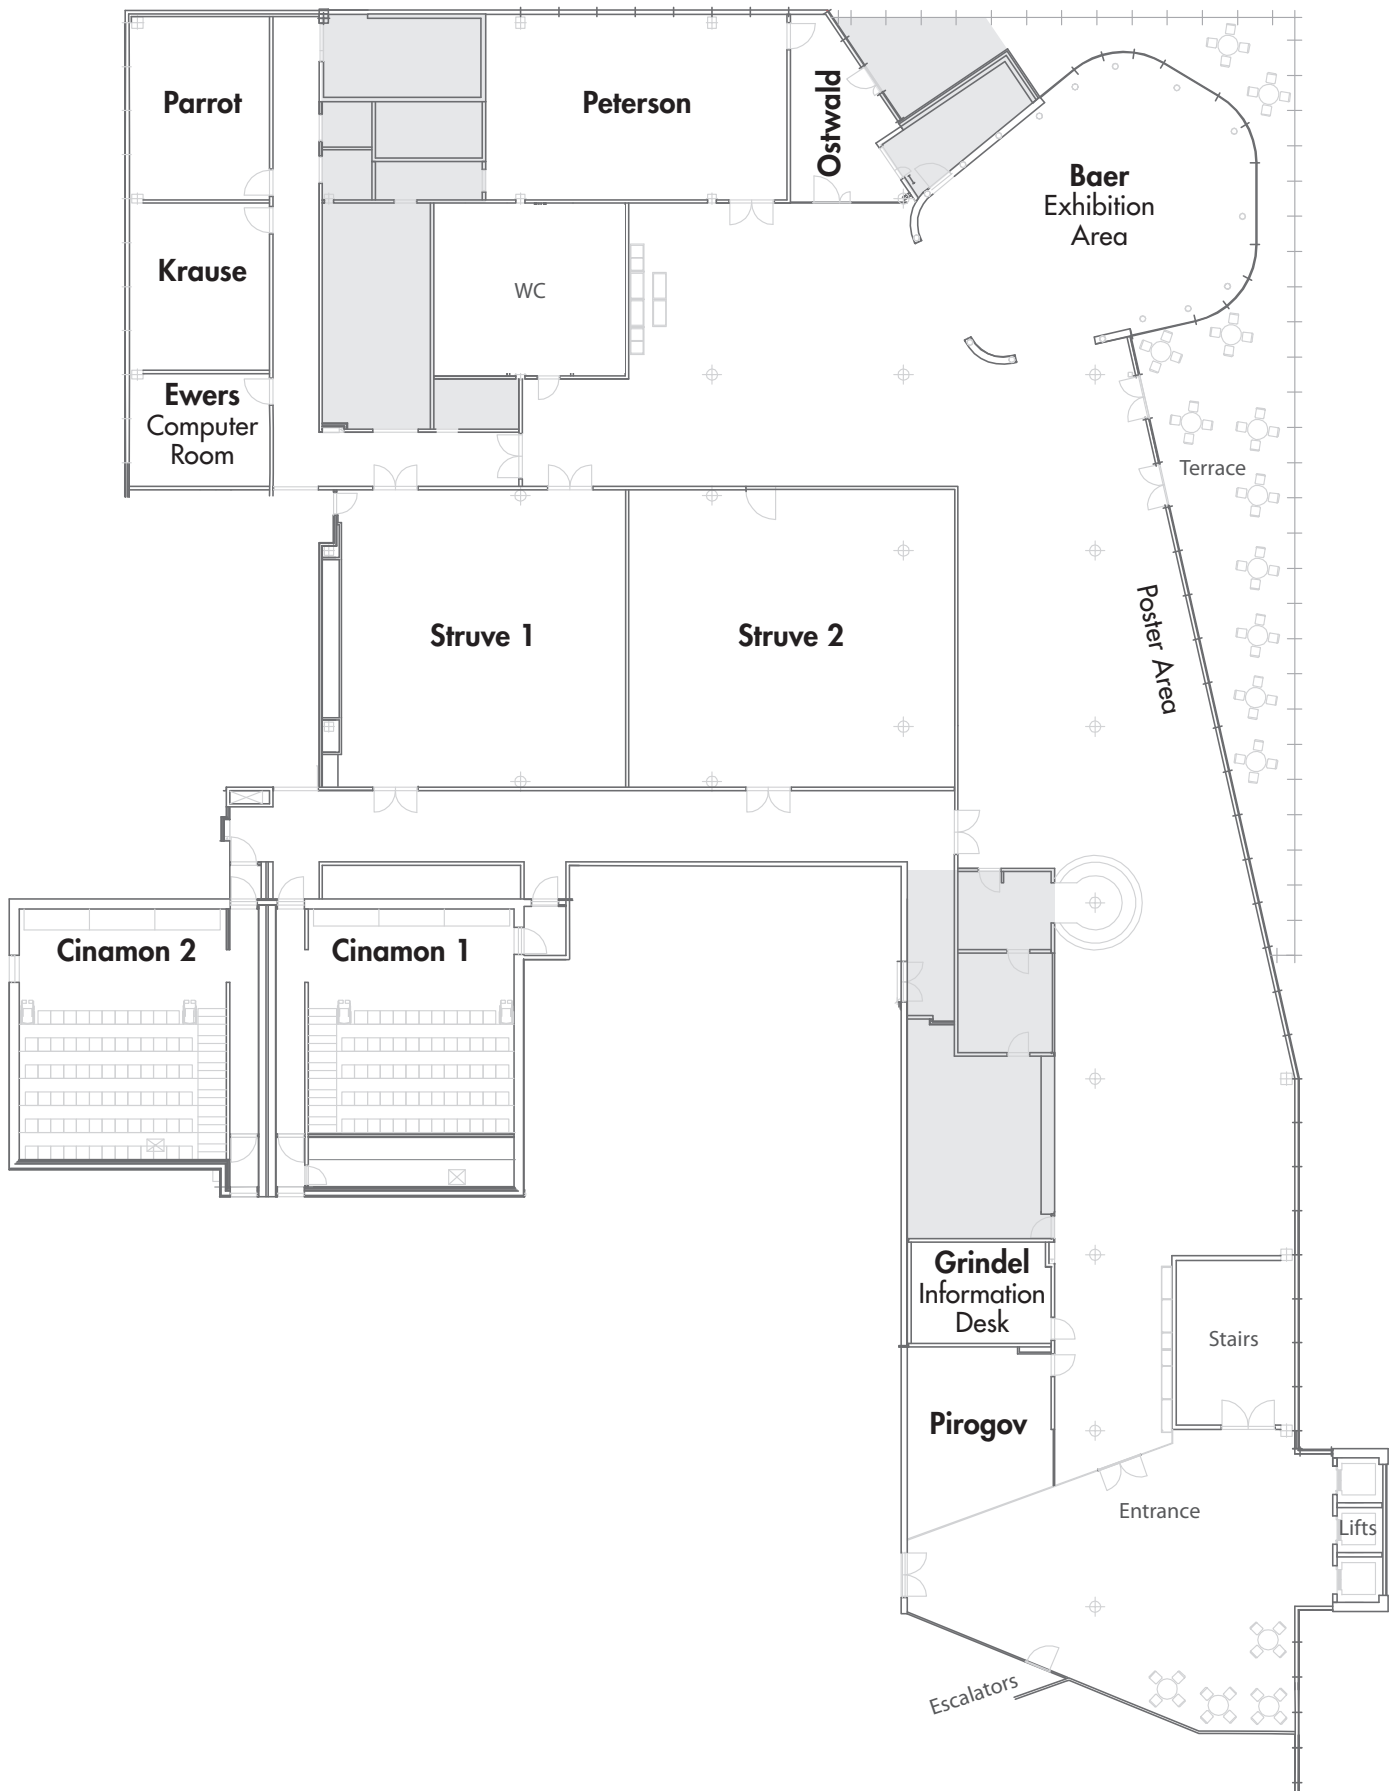 Parrot
Peterson
Ostwald
Baer
Exhibition
Area
Krause
WC
Ewers
Computer
Room
Terrace
Struve 1
Struve 2
Poster Area
Cinamon 2
Cinamon 1
Grindel
Information
Desk
Stairs
Pirogov
Entrance
Lifts
Escalators